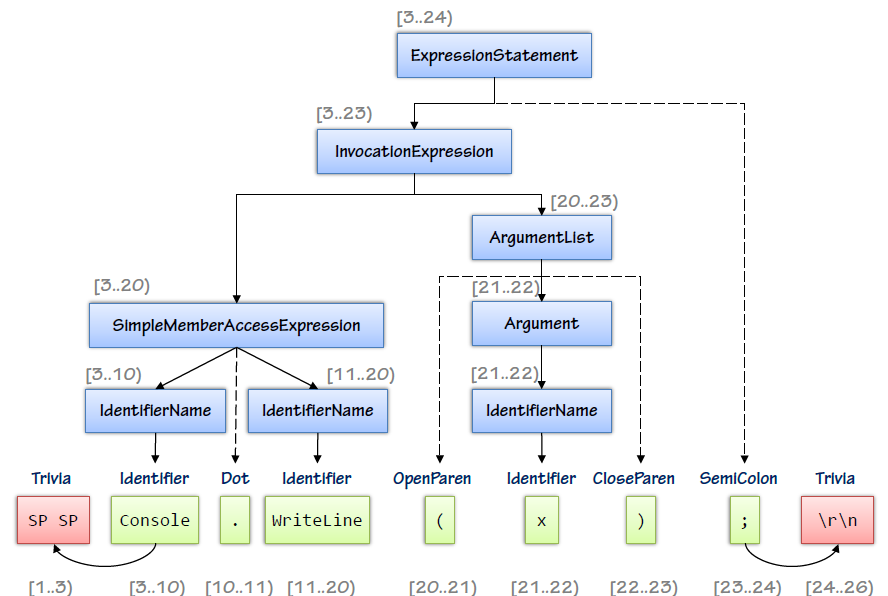 [3..24)
ExpressionStatement
[3..23)
InvocationExpression
[20..23)
ArgumentList
[3..20)
SimpleMemberAccessExpression
[21..22)
Argument
[3..10)
IdentifierName
[11..20)
IdentifierName
[21..22)
IdentifierName
Trivia Identifier Dot Identifier OpenParen Identifier CloseParen SemiColon Trivia
SP SP Console . WriteLine ( x ) ; \r\n
[1..3) [3..10) [10..11) [11..20) [20..21) [21..22) [22..23) [23..24) [24..26)